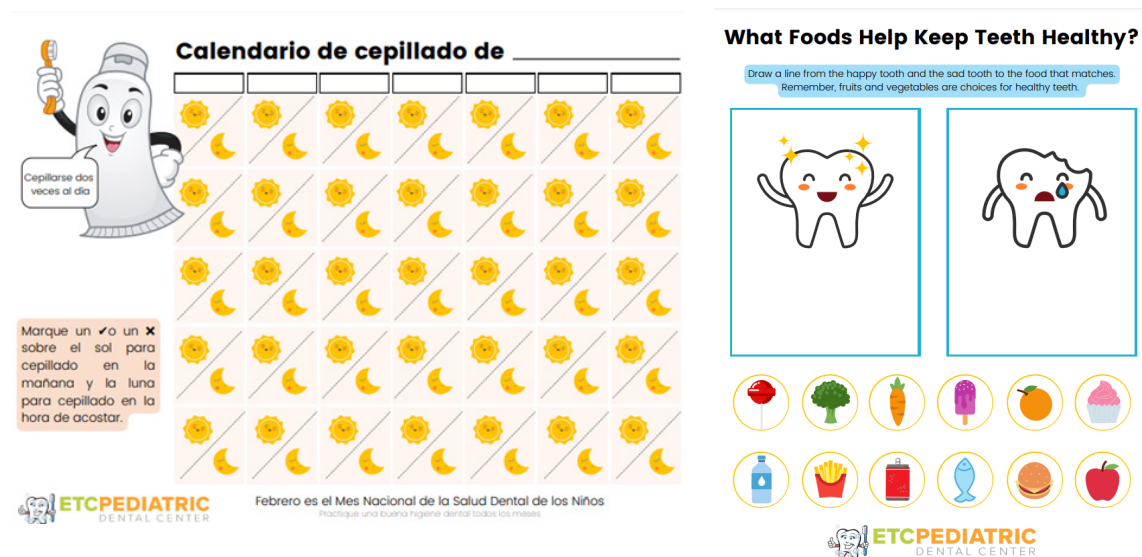 Calendario de cepillado de
Cepillarse dos
veces al día
Marque un ✔o un ✖
sobre el sol para
cepillado en la
mañana y la luna
para cepillado en la
hora de acostar.
ETCPEDIATRIC
DENTAL CENTER
Febrero es el Mes Nacional de la Salud Dental de los Niños
Practique una buena higiene dental todos los meses
What Foods Help Keep Teeth Healthy?
Draw a line from the happy tooth and the sad tooth to the food that matches.
Remember, fruits and vegetables are choices for healthy teeth.
ETCPEDIATRIC
DENTAL CENTER